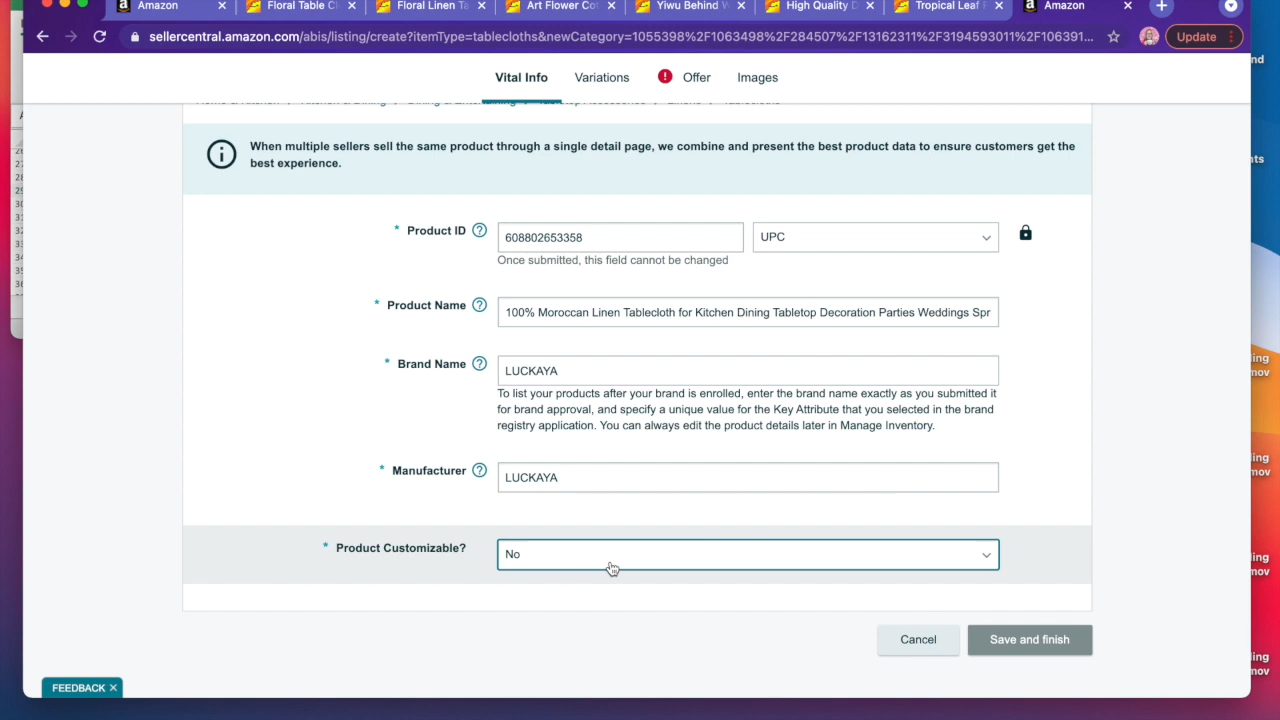 Amazon
Floral Table Cl
Floral Linen Ta
Art Flower Cot
Yiwu Behind W
High Quality D
Tropical Leaf F
Amazon
sellercentral.amazon.com/abis/listing/create?itemType=tablecloths&newCategory=1055398%2F1063498%2F284507%2F13162311%2F3194593011%2F106391...
Update
Vital Info
Variations
Offer
Images
When multiple sellers sell the same product through a single detail page, we combine and present the best product data to ensure customers get the
best experience.
* Product ID
608802653358
UPC
Once submitted, this field cannot be changed
* Product Name
100% Moroccan Linen Tablecloth for Kitchen Dining Tabletop Decoration Parties Weddings Spr
* Brand Name
LUCKAYA
To list your products after your brand is enrolled, enter the brand name exactly as you submitted it
for brand approval, and specify a unique value for the Key Attribute that you selected in the brand
registry application. You can always edit the product details later in Manage Inventory.
* Manufacturer
LUCKAYA
* Product Customizable?
No
Cancel
Save and finish
FEEDBACK